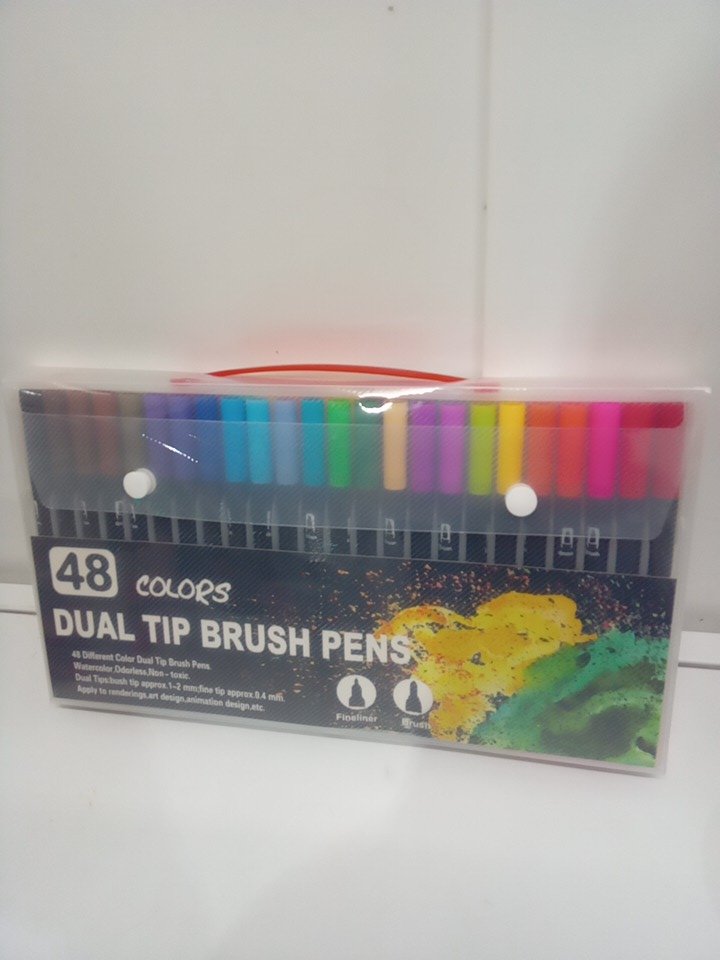 48 COLORS
DUAL TIP BRUSH PENS
48 Different Color Dual Tip Brush Pens
Watercolor,Odorless,Non-toxic.
Dual Tips:bush tip approx.1-2 mm;fine tip approx.0.4 mm.
Apply to renderings,art design,animation design,etc.
Fineliner
Brush